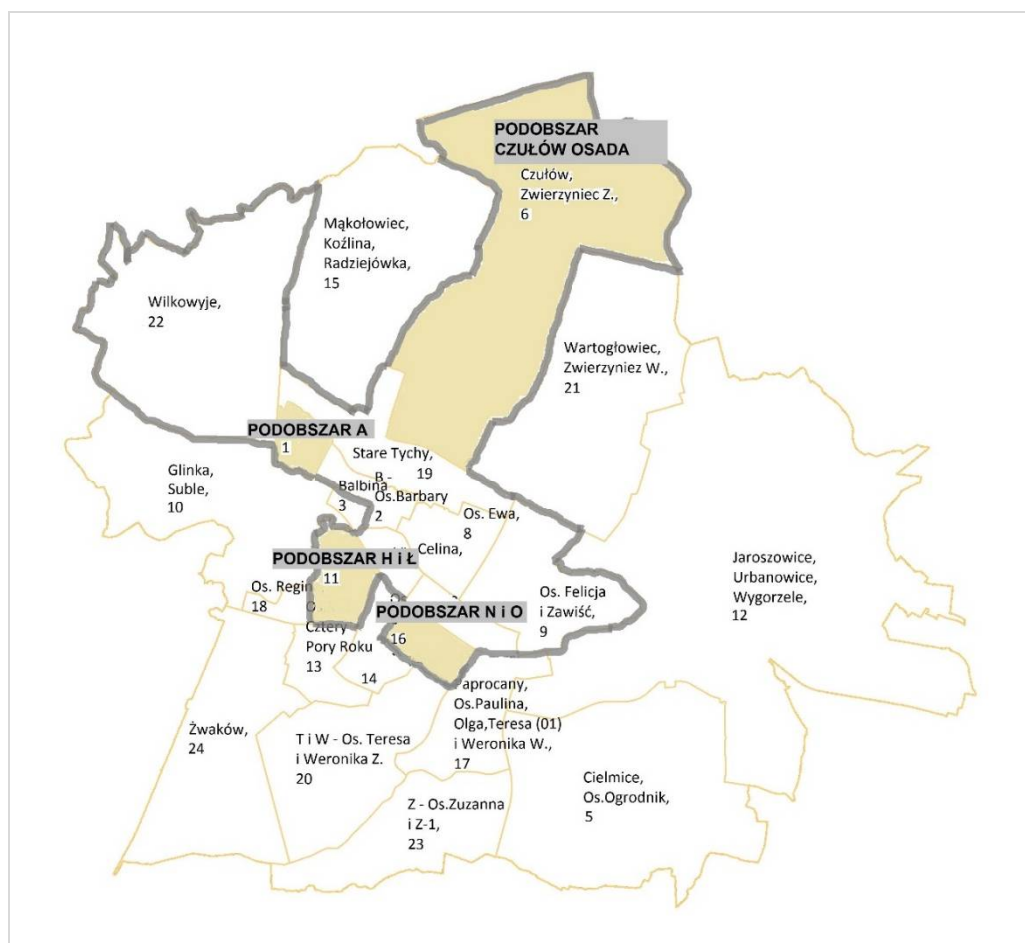 PODOBSZAR
CZUŁÓW OSADA
Czułów,
Zwierzyniec Z.,
6
Mąkołowiec,
Koźlina,
Radziejówka,
15
Wilkowyje,
22
Wartogłowiec,
Zwierzyniez W.,
21
PODOBSZAR A
1
Stare Tychy,
19
Glinka,
Suble,
10
Balbina
3
B -
Os.Barbary
2
Os. Ewa,
8
Celina,
PODOBSZAR H i Ł
11
Jaroszowice,
Urbanowice,
Wygorzele,
12
Os. Regin
18
PODOBSZAR N i O
16
Os. Felicja
i Zawiść,
9
Cztery
Pory Roku
13
14
Paprocany,
Os.Paulina,
Olga,Teresa (01)
i Weronika W.,
17
Żwaków,
24
T i W - Os. Teresa
i Weronika Z.
20
Cielmice,
Os.Ogrodnik,
5
Z - Os.Zuzanna
i Z-1,
23